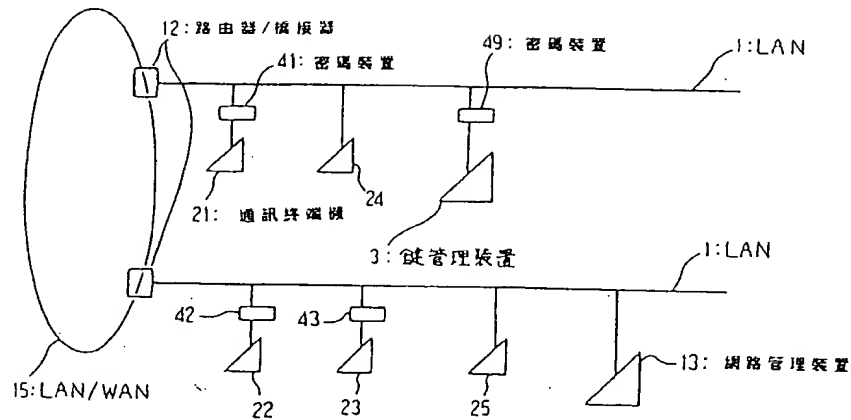 12:路由器/橋接器
41:密碼裝置
49:密碼裝置
1:LAN
21:通訊終端機
24
3:鍵管理裝置
1:LAN
42
43
13:網路管理裝置
15:LAN/WAN
22
23
25